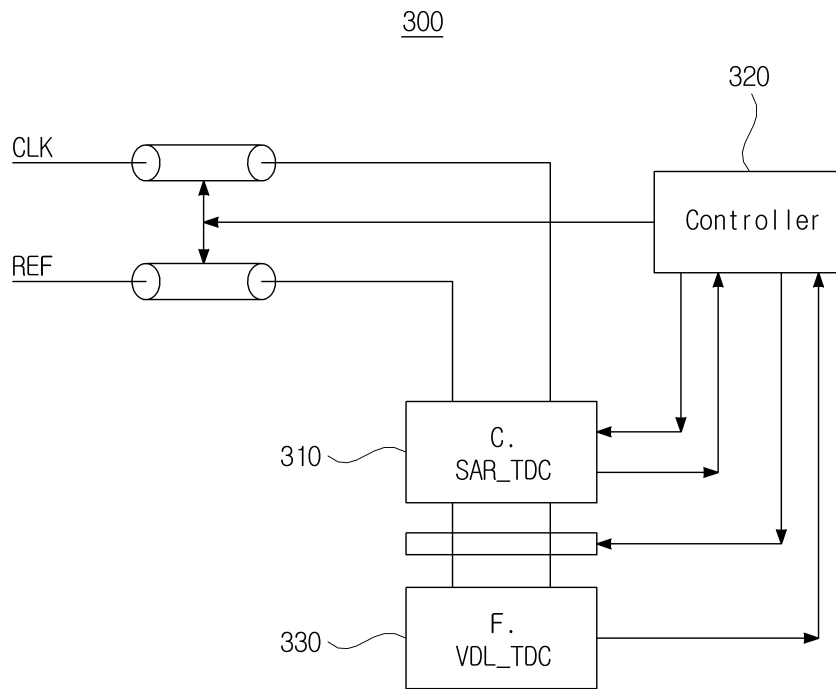 300
320
CLK
Controller
REF
C.
SAR_TDC
310
F.
VDL_TDC
330